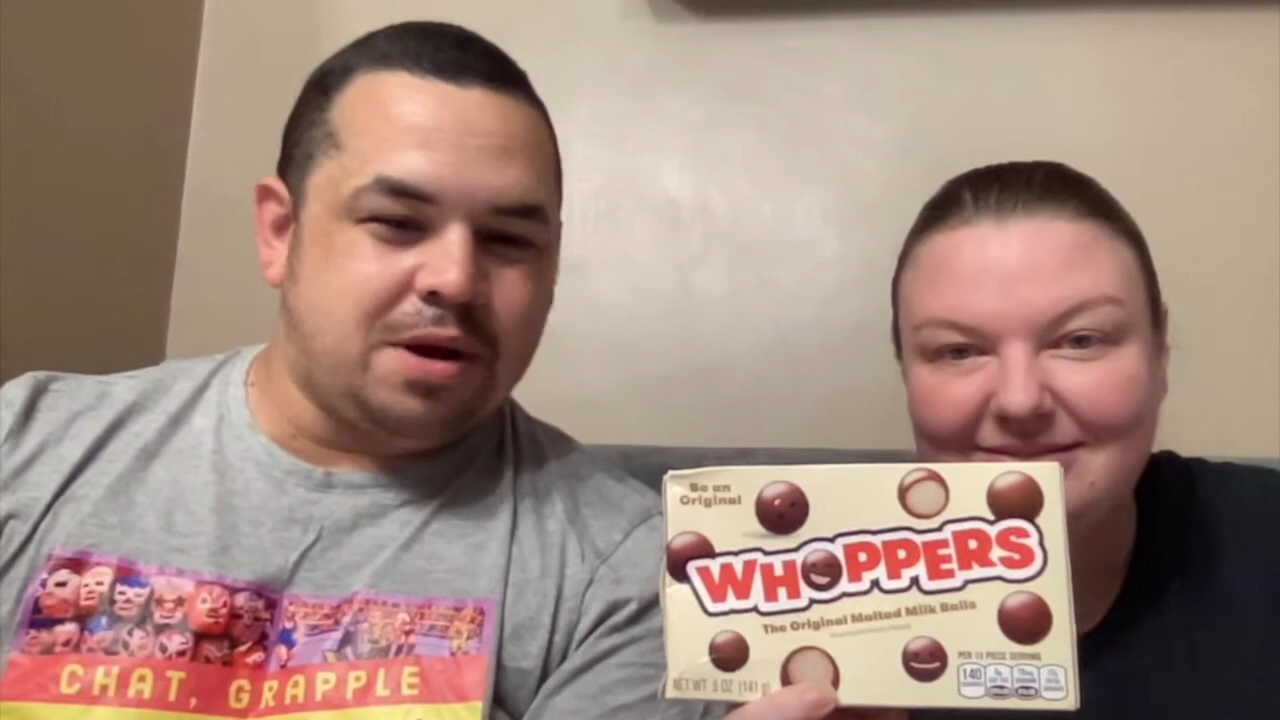 Be an
Original
WHOPPERS
The Original Malted Milk Balls
PER 13 PIECE SERVING
140
NET WT. 5 OZ (141 g)
CHAT, GRAPPLE